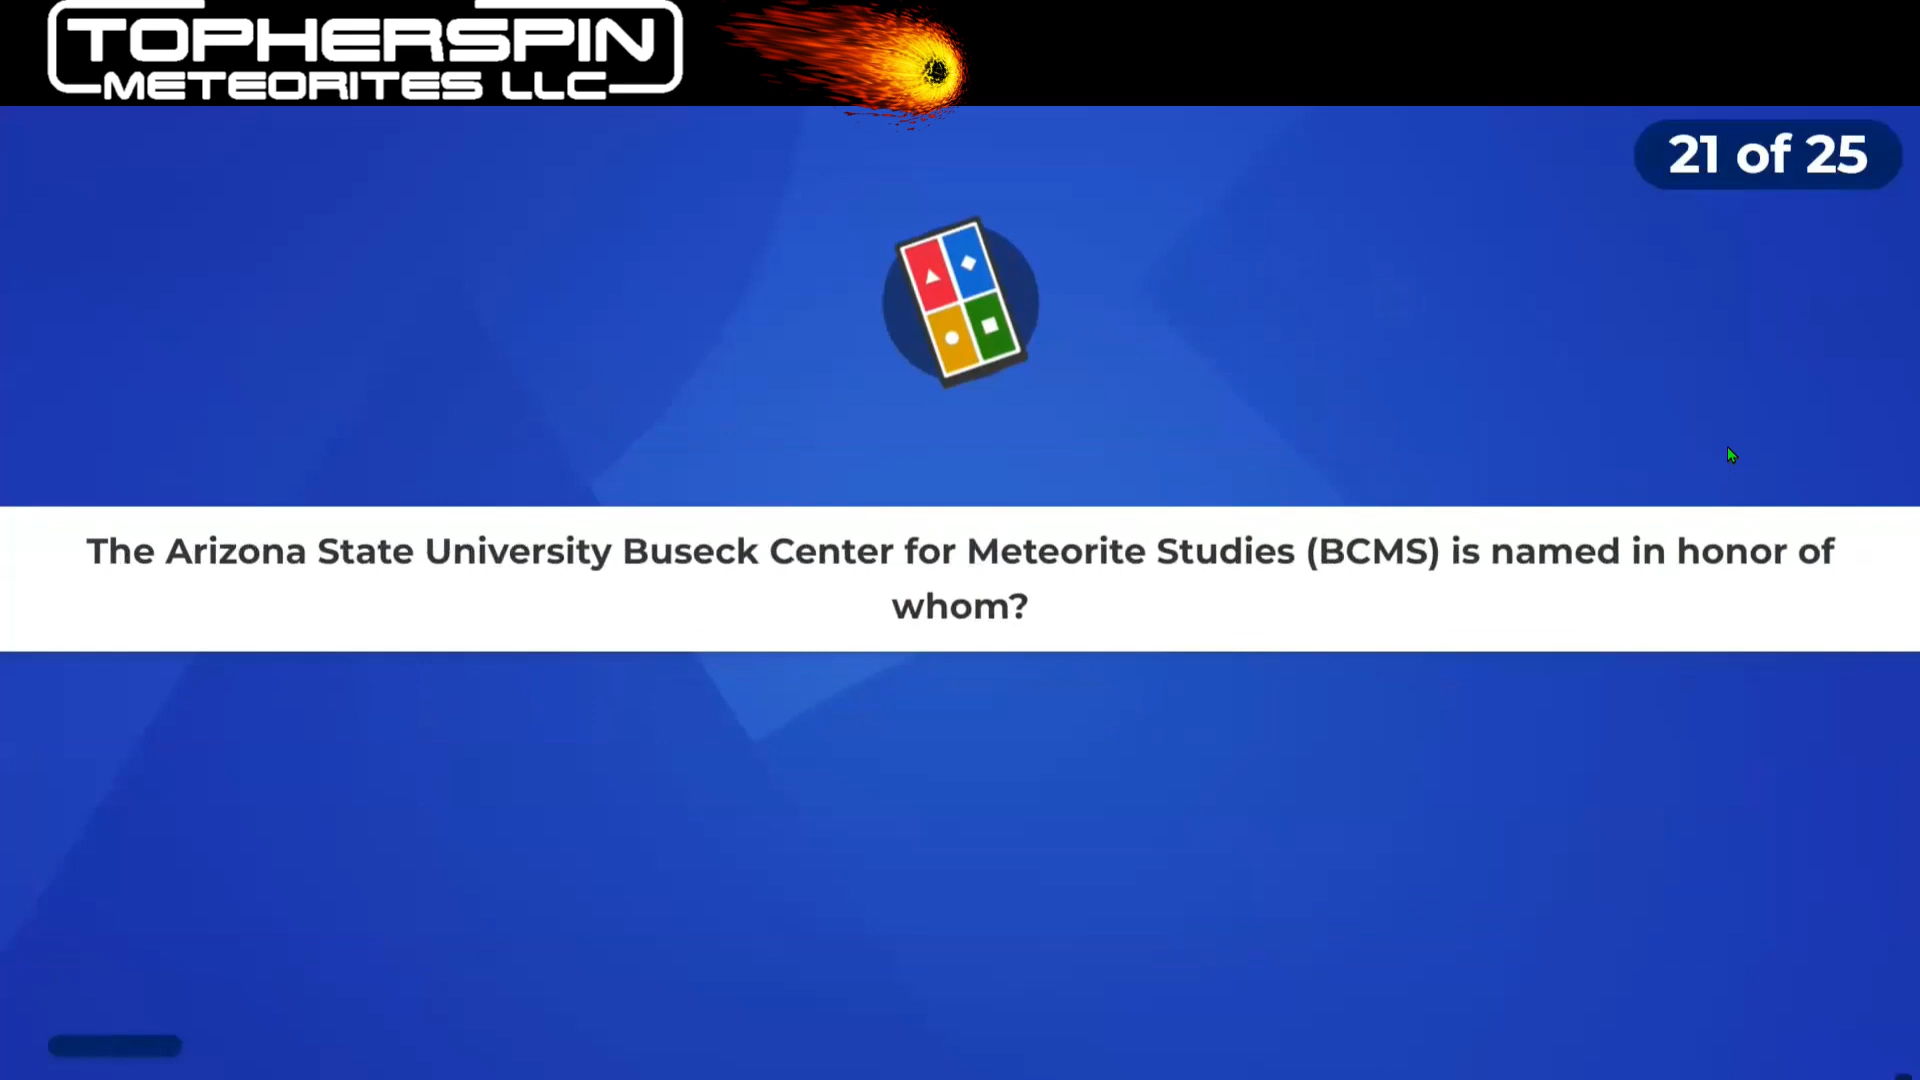 TOPHERSPIN
METEORITES LLC
21 of 25
The Arizona State University Buseck Center for Meteorite Studies (BCMS) is named in honor of
whom?